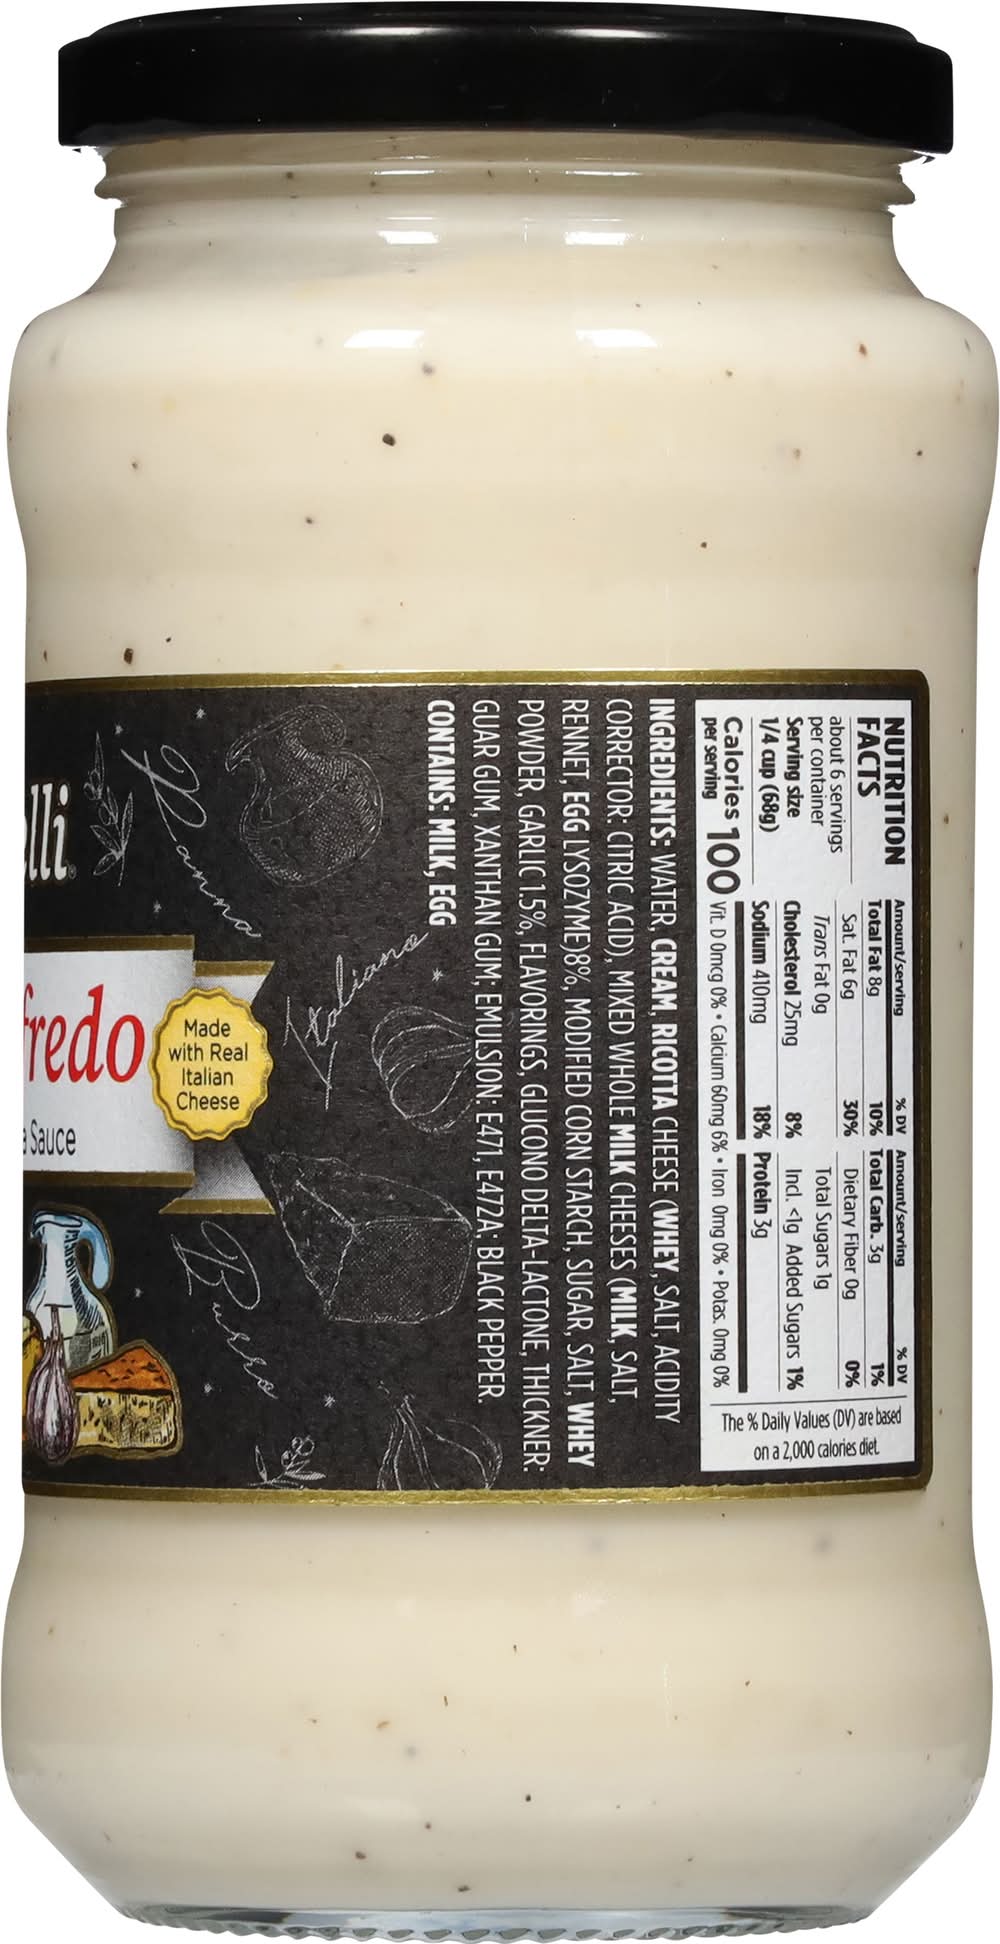 NUTRITION
FACTS
about 6 servings
per container
Serving size
1/4 cup (68g)
Calories 100
per serving
Amount/serving % DV
Total Fat 8g 10%
Sat. Fat 6g 30%
Trans Fat 0g
Cholesterol 25mg 8%
Sodium 410mg 18%
Amount/serving % DV
Total Carb. 3g 1%
Dietary Fiber 0g 0%
Total Sugars 1g
Incl. <1g Added Sugars 1%
Protein 3g
Vit. D 0mcg 0% • Calcium 60mg 6% • Iron 0mg 0% • Potas. 0mg 0%
The % Daily Values (DV) are based
on a 2,000 calories diet.
INGREDIENTS: WATER, CREAM, RICOTTA CHEESE (WHEY, SALT, ACIDITY
CORRECTOR: CITRIC ACID), MIXED WHOLE MILK CHEESES (MILK, SALT,
RENNET, EGG LYSOZYME)8%, MODIFIED CORN STARCH, SUGAR, SALT, WHEY
POWDER, GARLIC 1.5%, FLAVORINGS, GLUCONO DELTA-LACTONE, THICKNER:
GUAR GUM, XANTHAN GUM; EMULSION: E471, E472A; BLACK PEPPER.
CONTAINS: MILK, EGG
Panna
Italiano
Burro
lli®
fredo
a Sauce
Made
with Real
Italian
Cheese